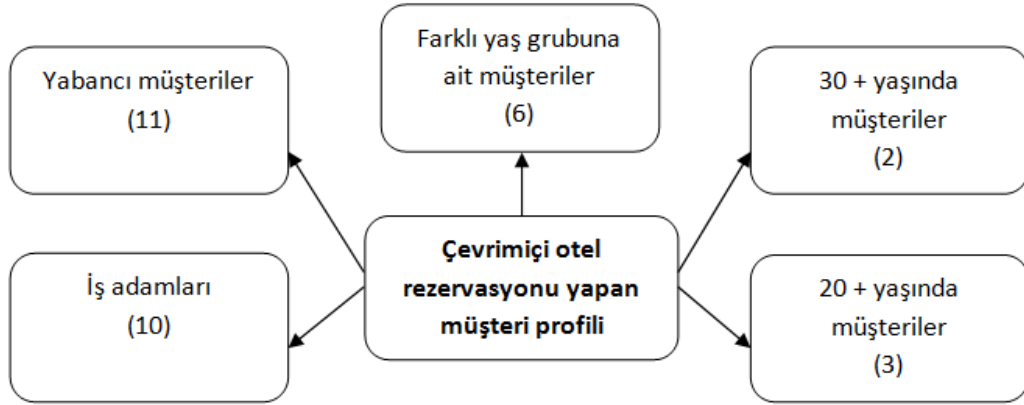 Farklı yaş grubuna
ait müşteriler
(6)
Yabancı müşteriler
(11)
30 + yaşında
müşteriler
(2)
Çevrimiçi otel
rezervasyonu yapan
müşteri profili
İş adamları
(10)
20 + yaşında
müşteriler
(3)